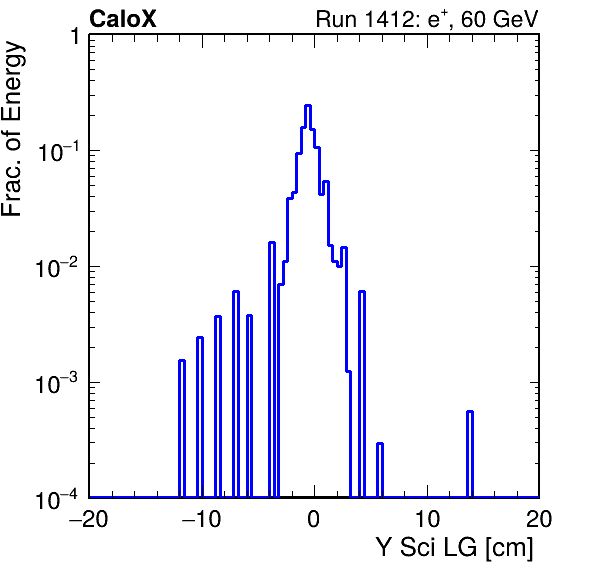 CaloX Run 1412: e⁺, 60 GeV
Frac. of Energy
1
10⁻¹
10⁻²
10⁻³
10⁻⁴
−20 −10 0 10 20
Y Sci LG [cm]